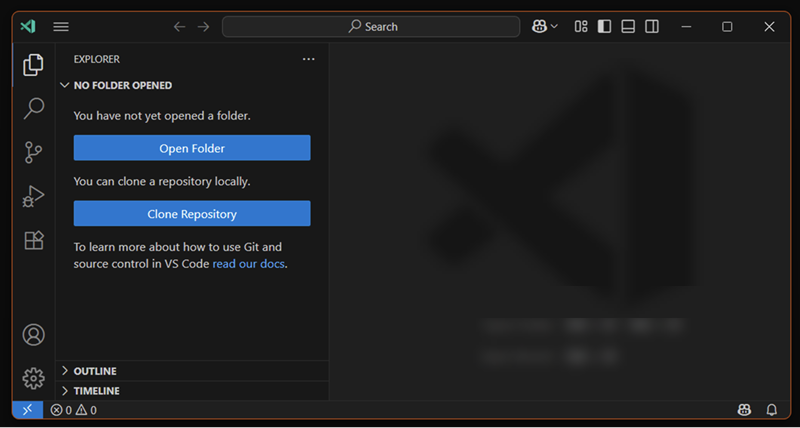 Search
EXPLORER
NO FOLDER OPENED
You have not yet opened a folder.
Open Folder
You can clone a repository locally.
Clone Repository
To learn more about how to use Git and
source control in VS Code read our docs.
OUTLINE
TIMELINE
0 0